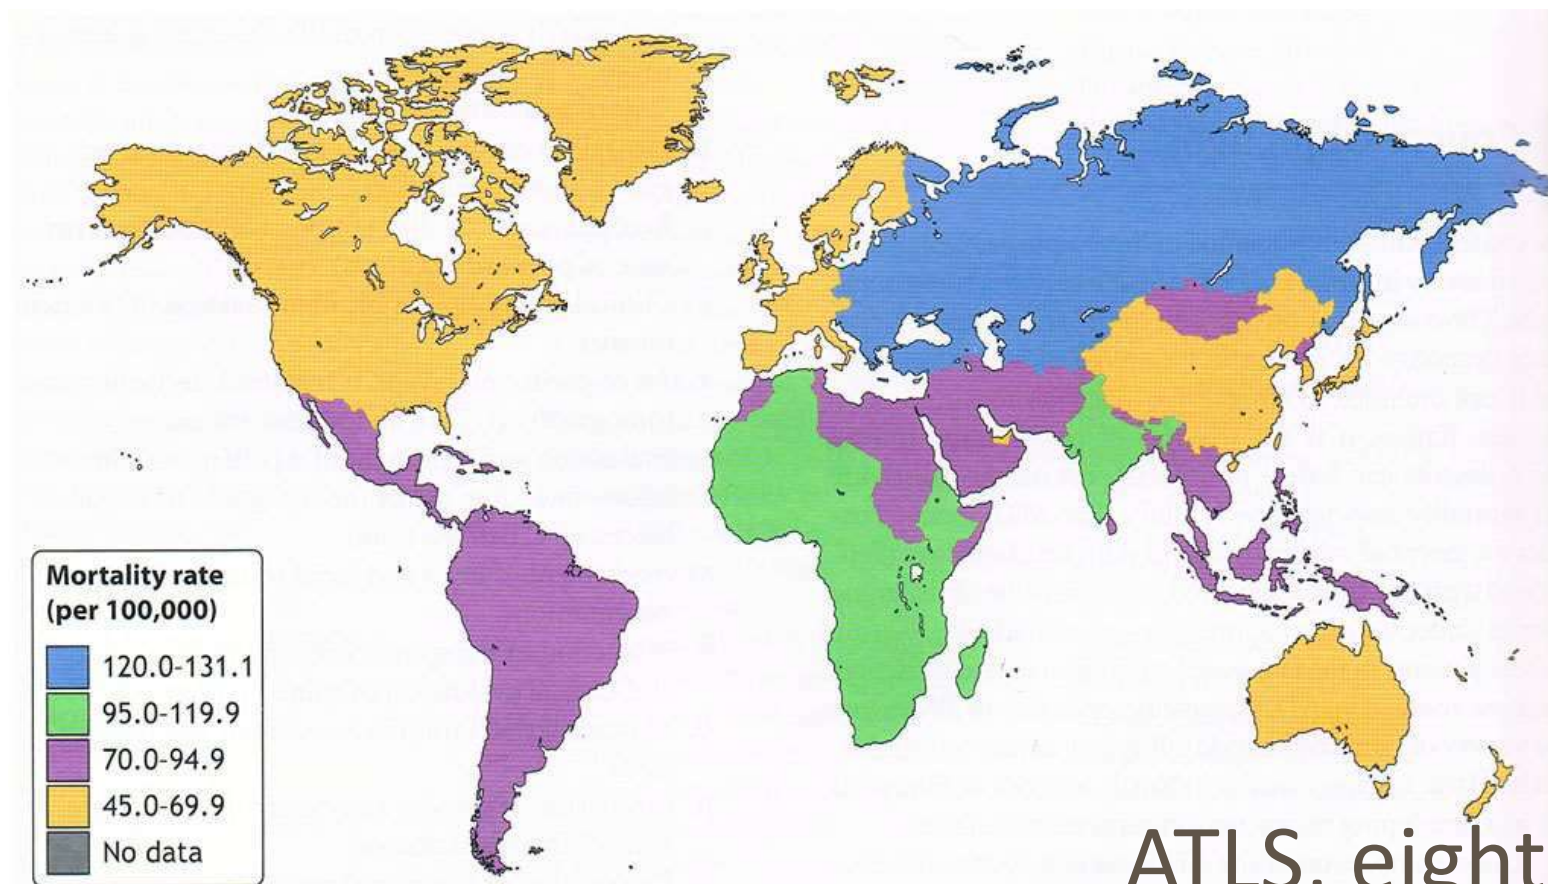 Mortality rate
(per 100,000)
120.0-131.1
95.0-119.9
70.0-94.9
45.0-69.9
No data
ATLS. eight